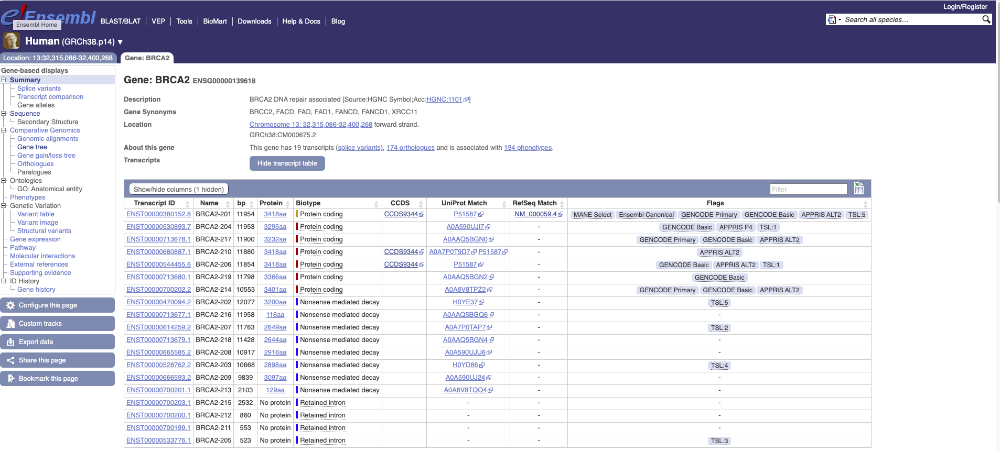 Login/Register
e!Ensembl BLAST/BLAT VEP Tools BioMart Downloads Help & Docs Blog
Search all species...
Ensembl Home
Human (GRCh38.p14) ▼
Location: 13:32,315,086-32,400,268 Gene: BRCA2
Gene-based displays
Summary
Splice variants
Transcript comparison
Gene alleles
Sequence
Secondary Structure
Comparative Genomics
Genomic alignments
Gene tree
Gene gain/loss tree
Orthologues
Paralogues
Ontologies
GO: Anatomical entity
Phenotypes
Genetic Variation
Variant table
Variant image
Structural variants
Gene expression
Pathway
Molecular interactions
External references
Supporting evidence
ID History
Gene history
Configure this page
Custom tracks
Export data
Share this page
Bookmark this page
Gene: BRCA2 ENSG00000139618
Description BRCA2 DNA repair associated [Source:HGNC Symbol;Acc:HGNC:1101]
Gene Synonyms BRCC2, FACD, FAD, FAD1, FANCD, FANCD1, XRCC11
Location Chromosome 13: 32,315,086-32,400,268 forward strand.
GRCh38:CM000675.2
About this gene This gene has 19 transcripts (splice variants), 174 orthologues and is associated with 194 phenotypes.
Transcripts Hide transcript table
Show/hide columns (1 hidden) Filter
Transcript ID Name bp Protein Biotype CCDS UniProt Match RefSeq Match Flags
ENST00000380152.8 BRCA2-201 11954 3418aa Protein coding CCDS9344 P51587 NM_000059.4 MANE Select Ensembl Canonical GENCODE Primary GENCODE Basic APPRIS ALT2 TSL:5
ENST00000530893.7 BRCA2-204 11953 3295aa Protein coding A0A590UJI7 - GENCODE Basic APPRIS P4 TSL:1
ENST00000713678.1 BRCA2-217 11900 3232aa Protein coding A0AAQ5BGN0 - GENCODE Primary GENCODE Basic APPRIS ALT2
ENST00000680887.1 BRCA2-210 11880 3418aa Protein coding CCDS9344 A0A7P0T9D7 P51587 - APPRIS ALT2
ENST00000544455.6 BRCA2-206 11854 3418aa Protein coding CCDS9344 P51587 - GENCODE Basic APPRIS ALT2 TSL:1
ENST00000713680.1 BRCA2-219 11798 3366aa Protein coding A0AAQ5BGN2 - GENCODE Basic
ENST00000700202.2 BRCA2-214 10553 3401aa Protein coding A0A8V8TPZ2 - GENCODE Primary GENCODE Basic APPRIS ALT2
ENST00000470094.2 BRCA2-202 12077 3200aa Nonsense mediated decay H0YE37 - TSL:5
ENST00000713677.1 BRCA2-216 11958 118aa Nonsense mediated decay A0AAQ5BGQ6 - -
ENST00000614259.2 BRCA2-207 11763 2649aa Nonsense mediated decay A0A7P0TAP7 - TSL:2
ENST00000713679.1 BRCA2-218 11428 2644aa Nonsense mediated decay A0AAQ5BGN4 - -
ENST00000665585.2 BRCA2-208 10917 2916aa Nonsense mediated decay A0A590UJU6 - -
ENST00000528762.2 BRCA2-203 10668 2898aa Nonsense mediated decay H0YD86 - TSL:4
ENST00000666593.2 BRCA2-209 9839 3097aa Nonsense mediated decay A0A590UJ24 - -
ENST00000700201.1 BRCA2-213 2103 129aa Nonsense mediated decay A0A8V8TQQ4 - -
ENST00000700203.1 BRCA2-215 2532 No protein Retained intron - - -
ENST00000700200.1 BRCA2-212 860 No protein Retained intron - - -
ENST00000700199.1 BRCA2-211 553 No protein Retained intron - - -
ENST00000533776.1 BRCA2-205 523 No protein Retained intron - - TSL:3